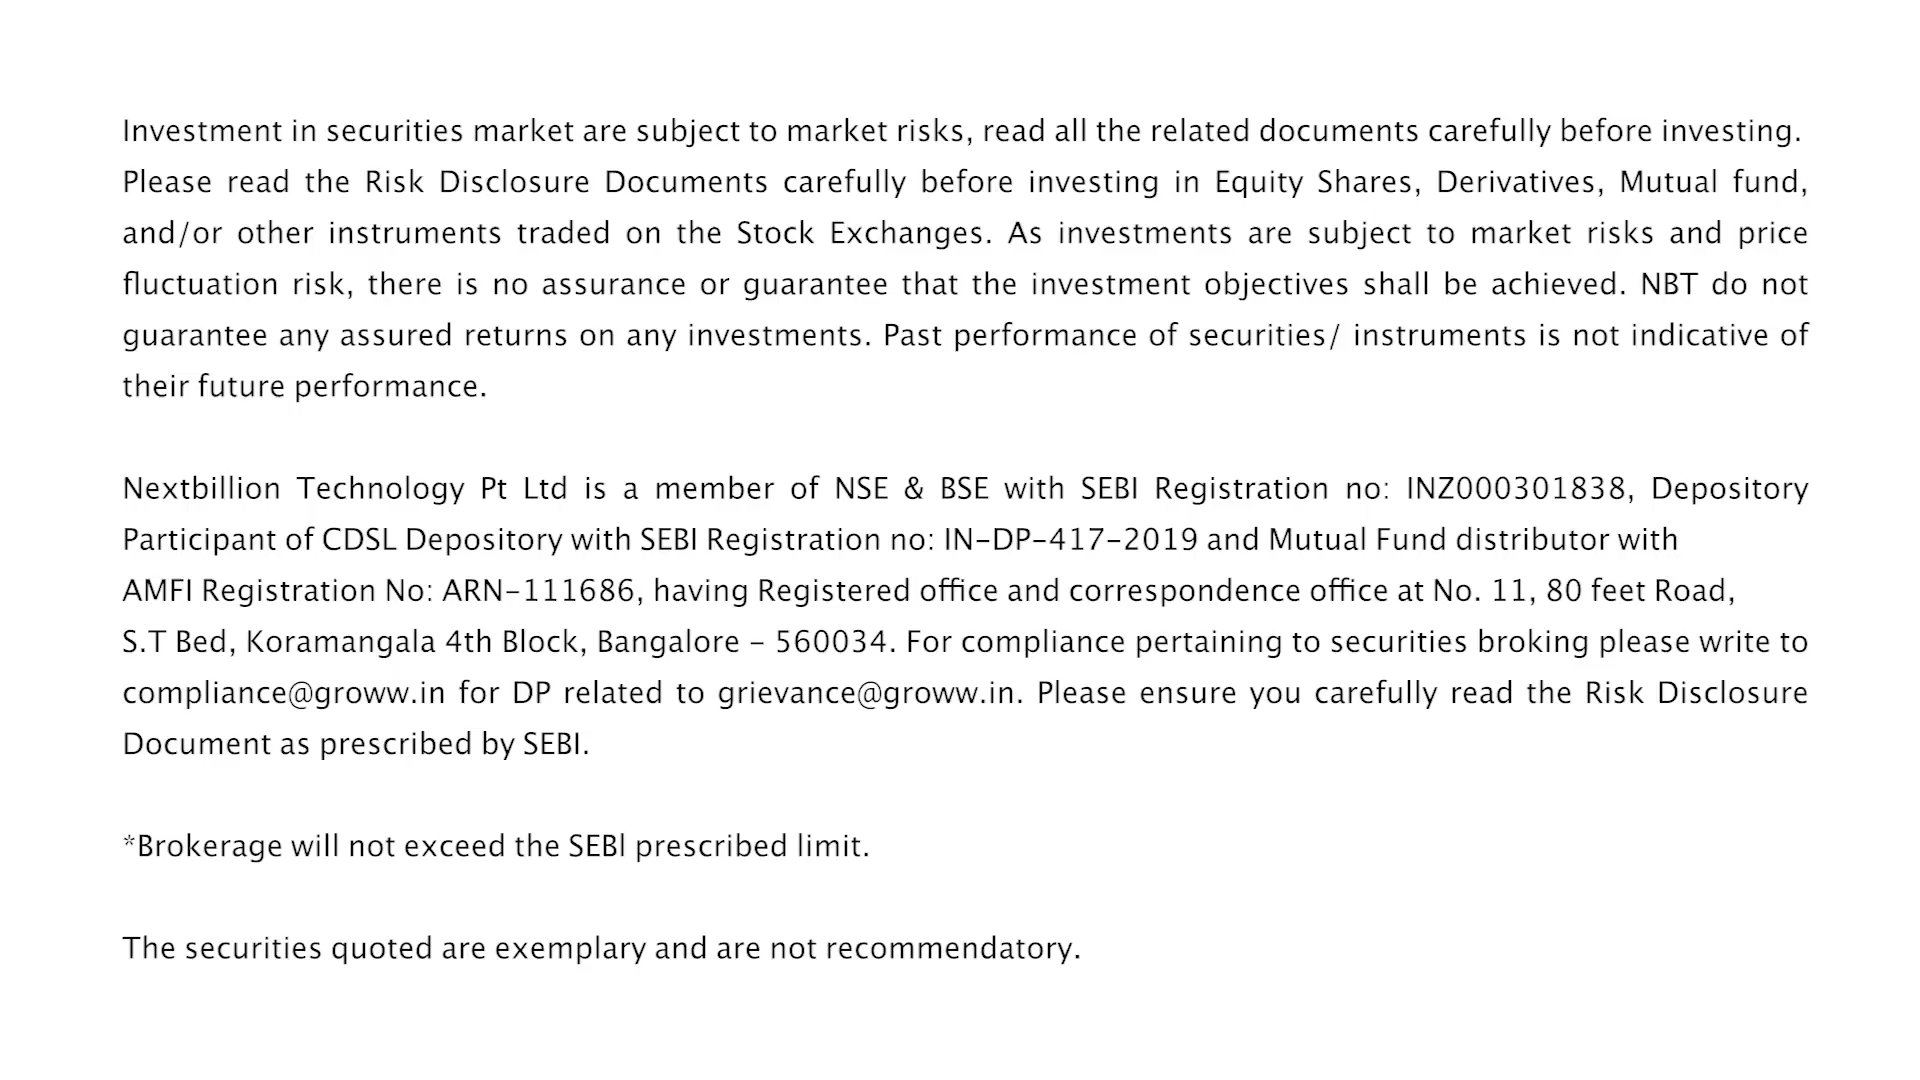 Investment in securities market are subject to market risks, read all the related documents carefully before investing.
Please read the Risk Disclosure Documents carefully before investing in Equity Shares, Derivatives, Mutual fund,
and/or other instruments traded on the Stock Exchanges. As investments are subject to market risks and price
fluctuation risk, there is no assurance or guarantee that the investment objectives shall be achieved. NBT do not
guarantee any assured returns on any investments. Past performance of securities/ instruments is not indicative of
their future performance.
Nextbillion Technology Pt Ltd is a member of NSE & BSE with SEBI Registration no: INZ000301838, Depository
Participant of CDSL Depository with SEBI Registration no: IN-DP-417-2019 and Mutual Fund distributor with
AMFI Registration No: ARN-111686, having Registered office and correspondence office at No. 11, 80 feet Road,
S.T Bed, Koramangala 4th Block, Bangalore - 560034. For compliance pertaining to securities broking please write to
compliance@groww.in for DP related to grievance@groww.in. Please ensure you carefully read the Risk Disclosure
Document as prescribed by SEBI.
*Brokerage will not exceed the SEBl prescribed limit.
The securities quoted are exemplary and are not recommendatory.